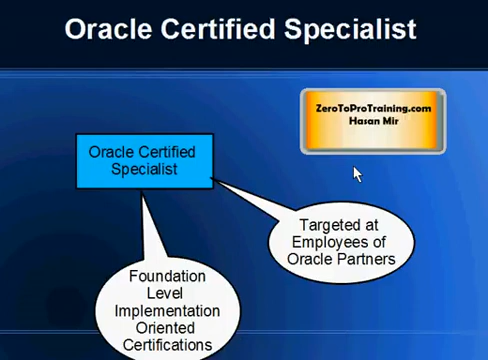 Oracle Certified Specialist
ZeroToProTraining.com
Hasan Mir
Oracle Certified
Specialist
Targeted at
Employees of
Oracle Partners
Foundation
Level
Implementation
Oriented
Certifications